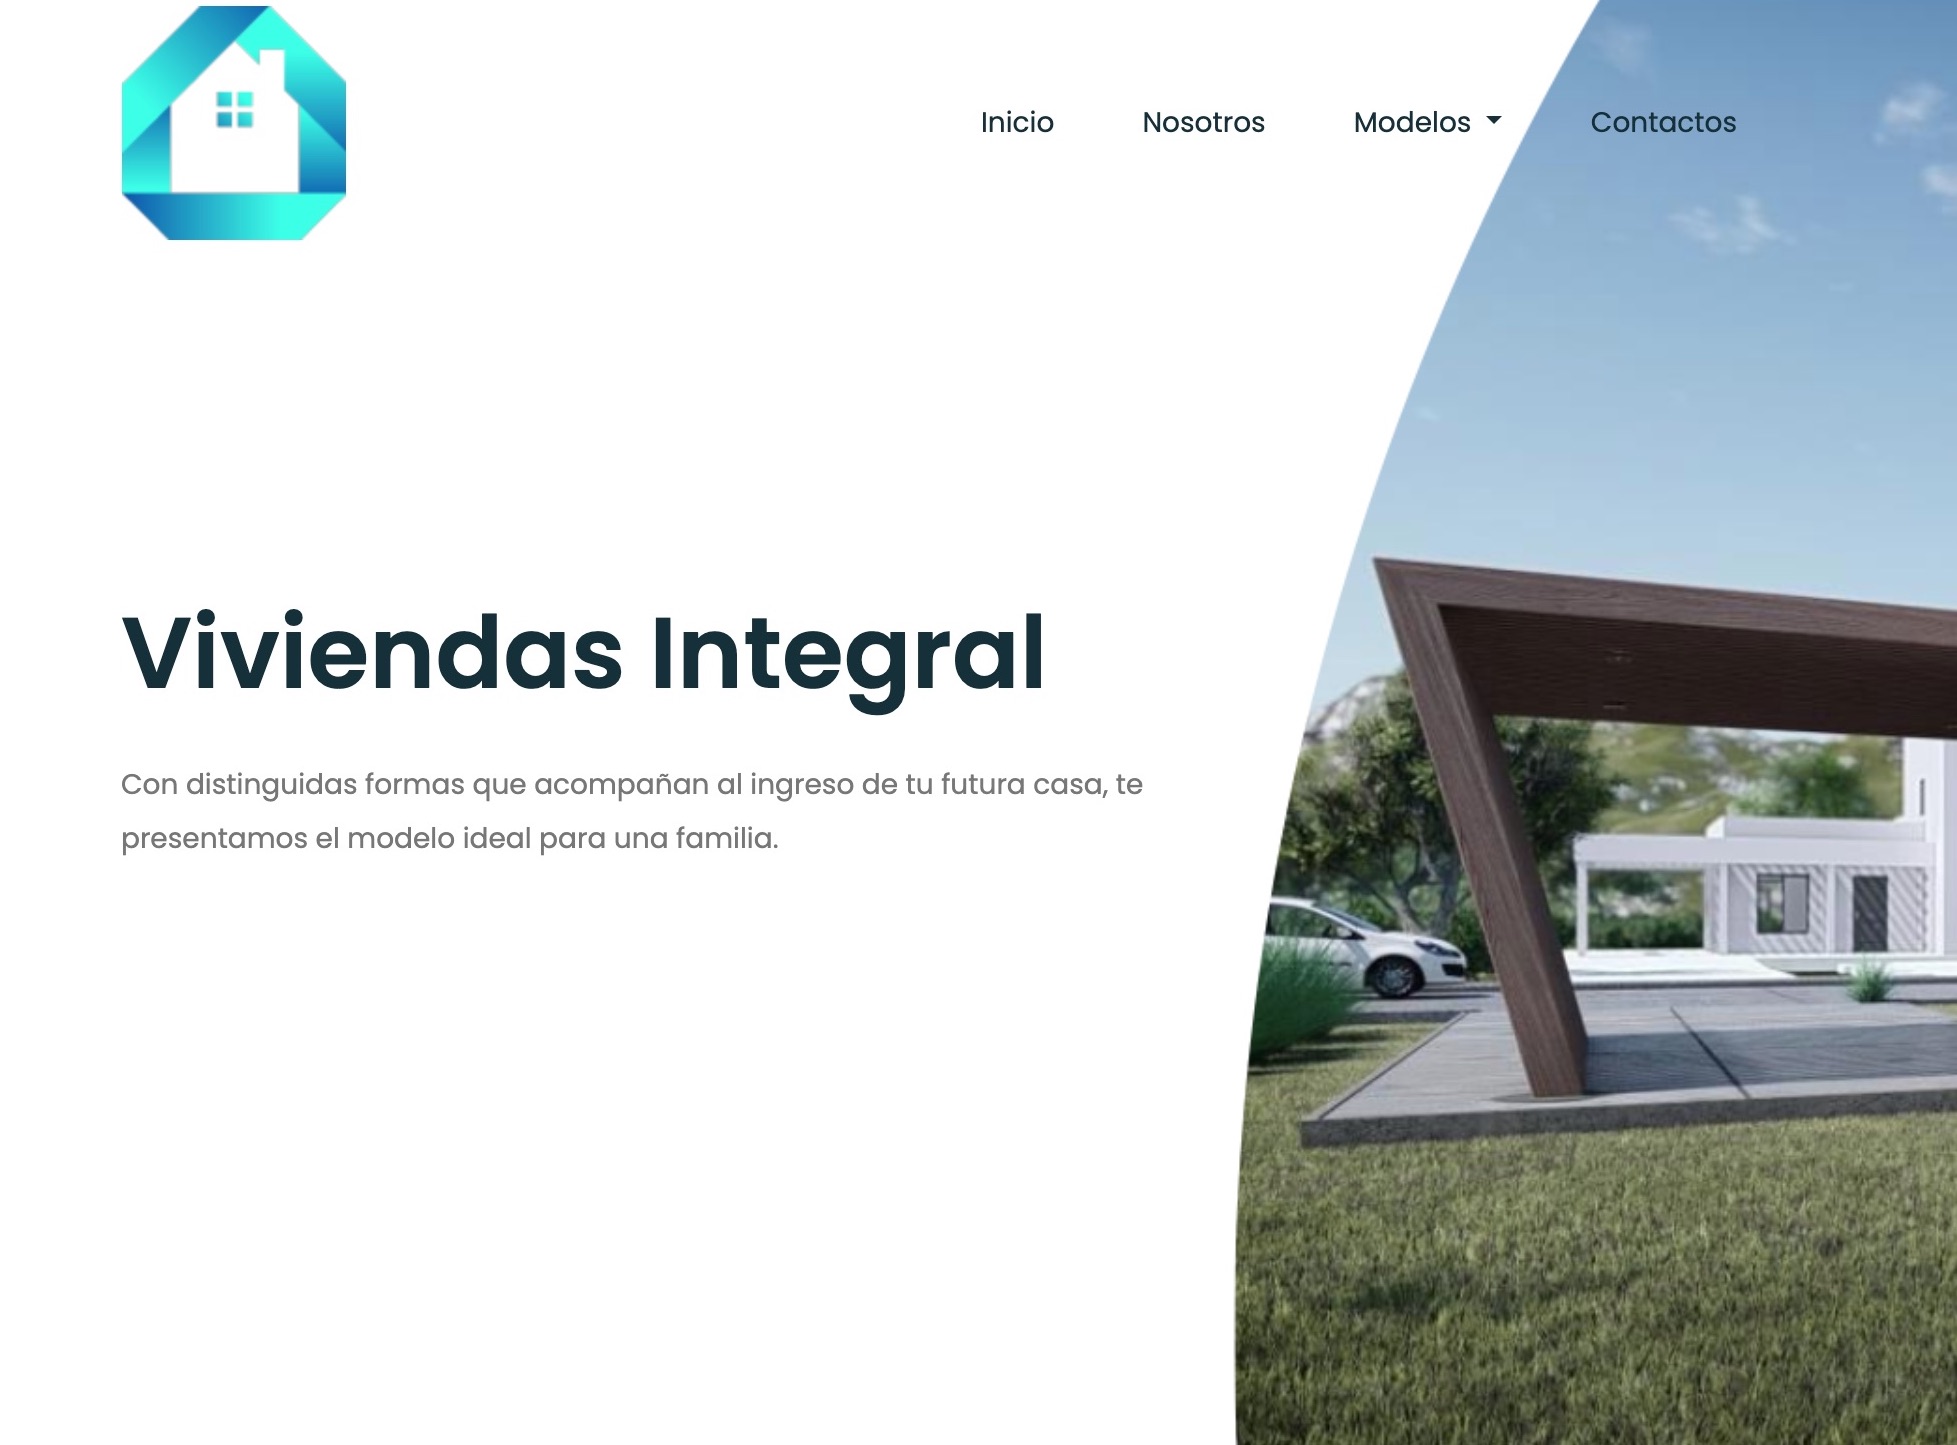 Inicio
Nosotros
Modelos
Contactos
Viviendas Integral
Con distinguidas formas que acompañan al ingreso de tu futura casa, te
presentamos el modelo ideal para una familia.